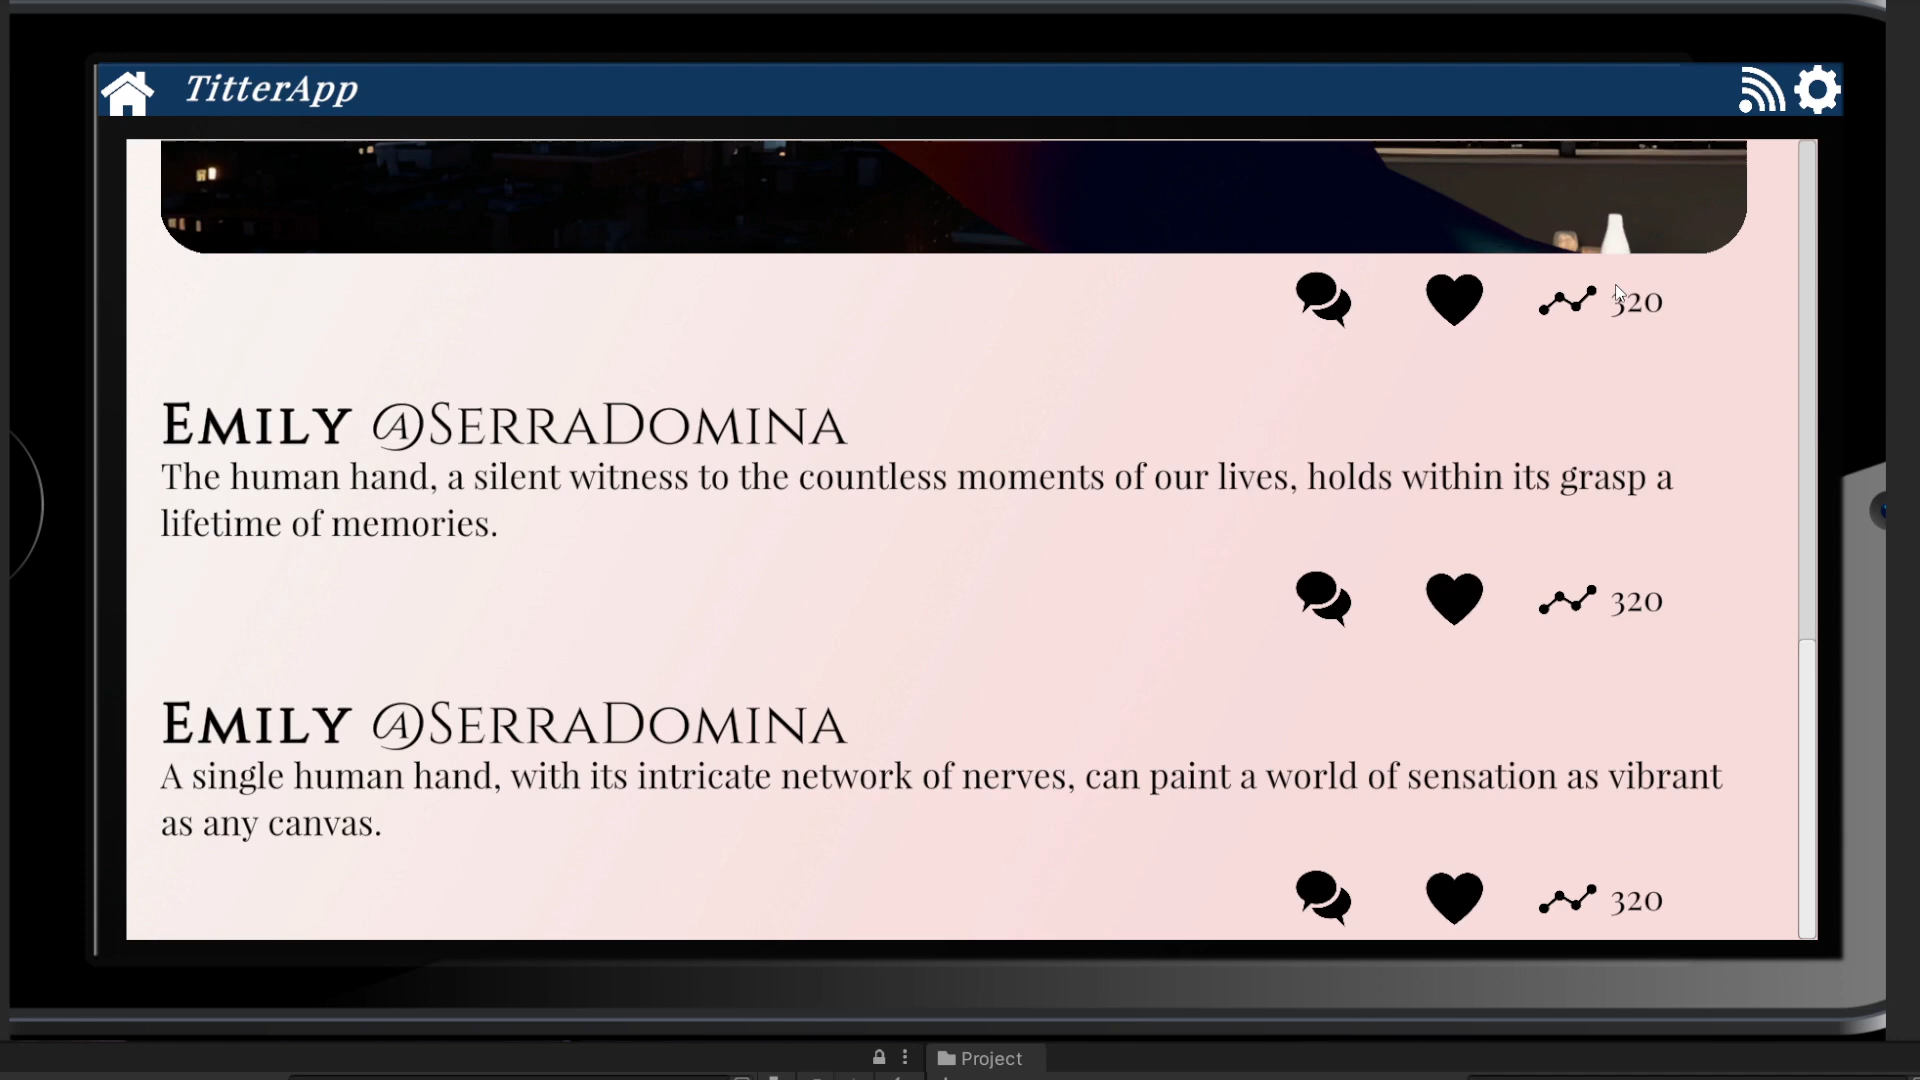 TitterApp
320
Emily @SerraDomina
The human hand, a silent witness to the countless moments of our lives, holds within its grasp a
lifetime of memories.
320
Emily @SerraDomina
A single human hand, with its intricate network of nerves, can paint a world of sensation as vibrant
as any canvas.
320
Project